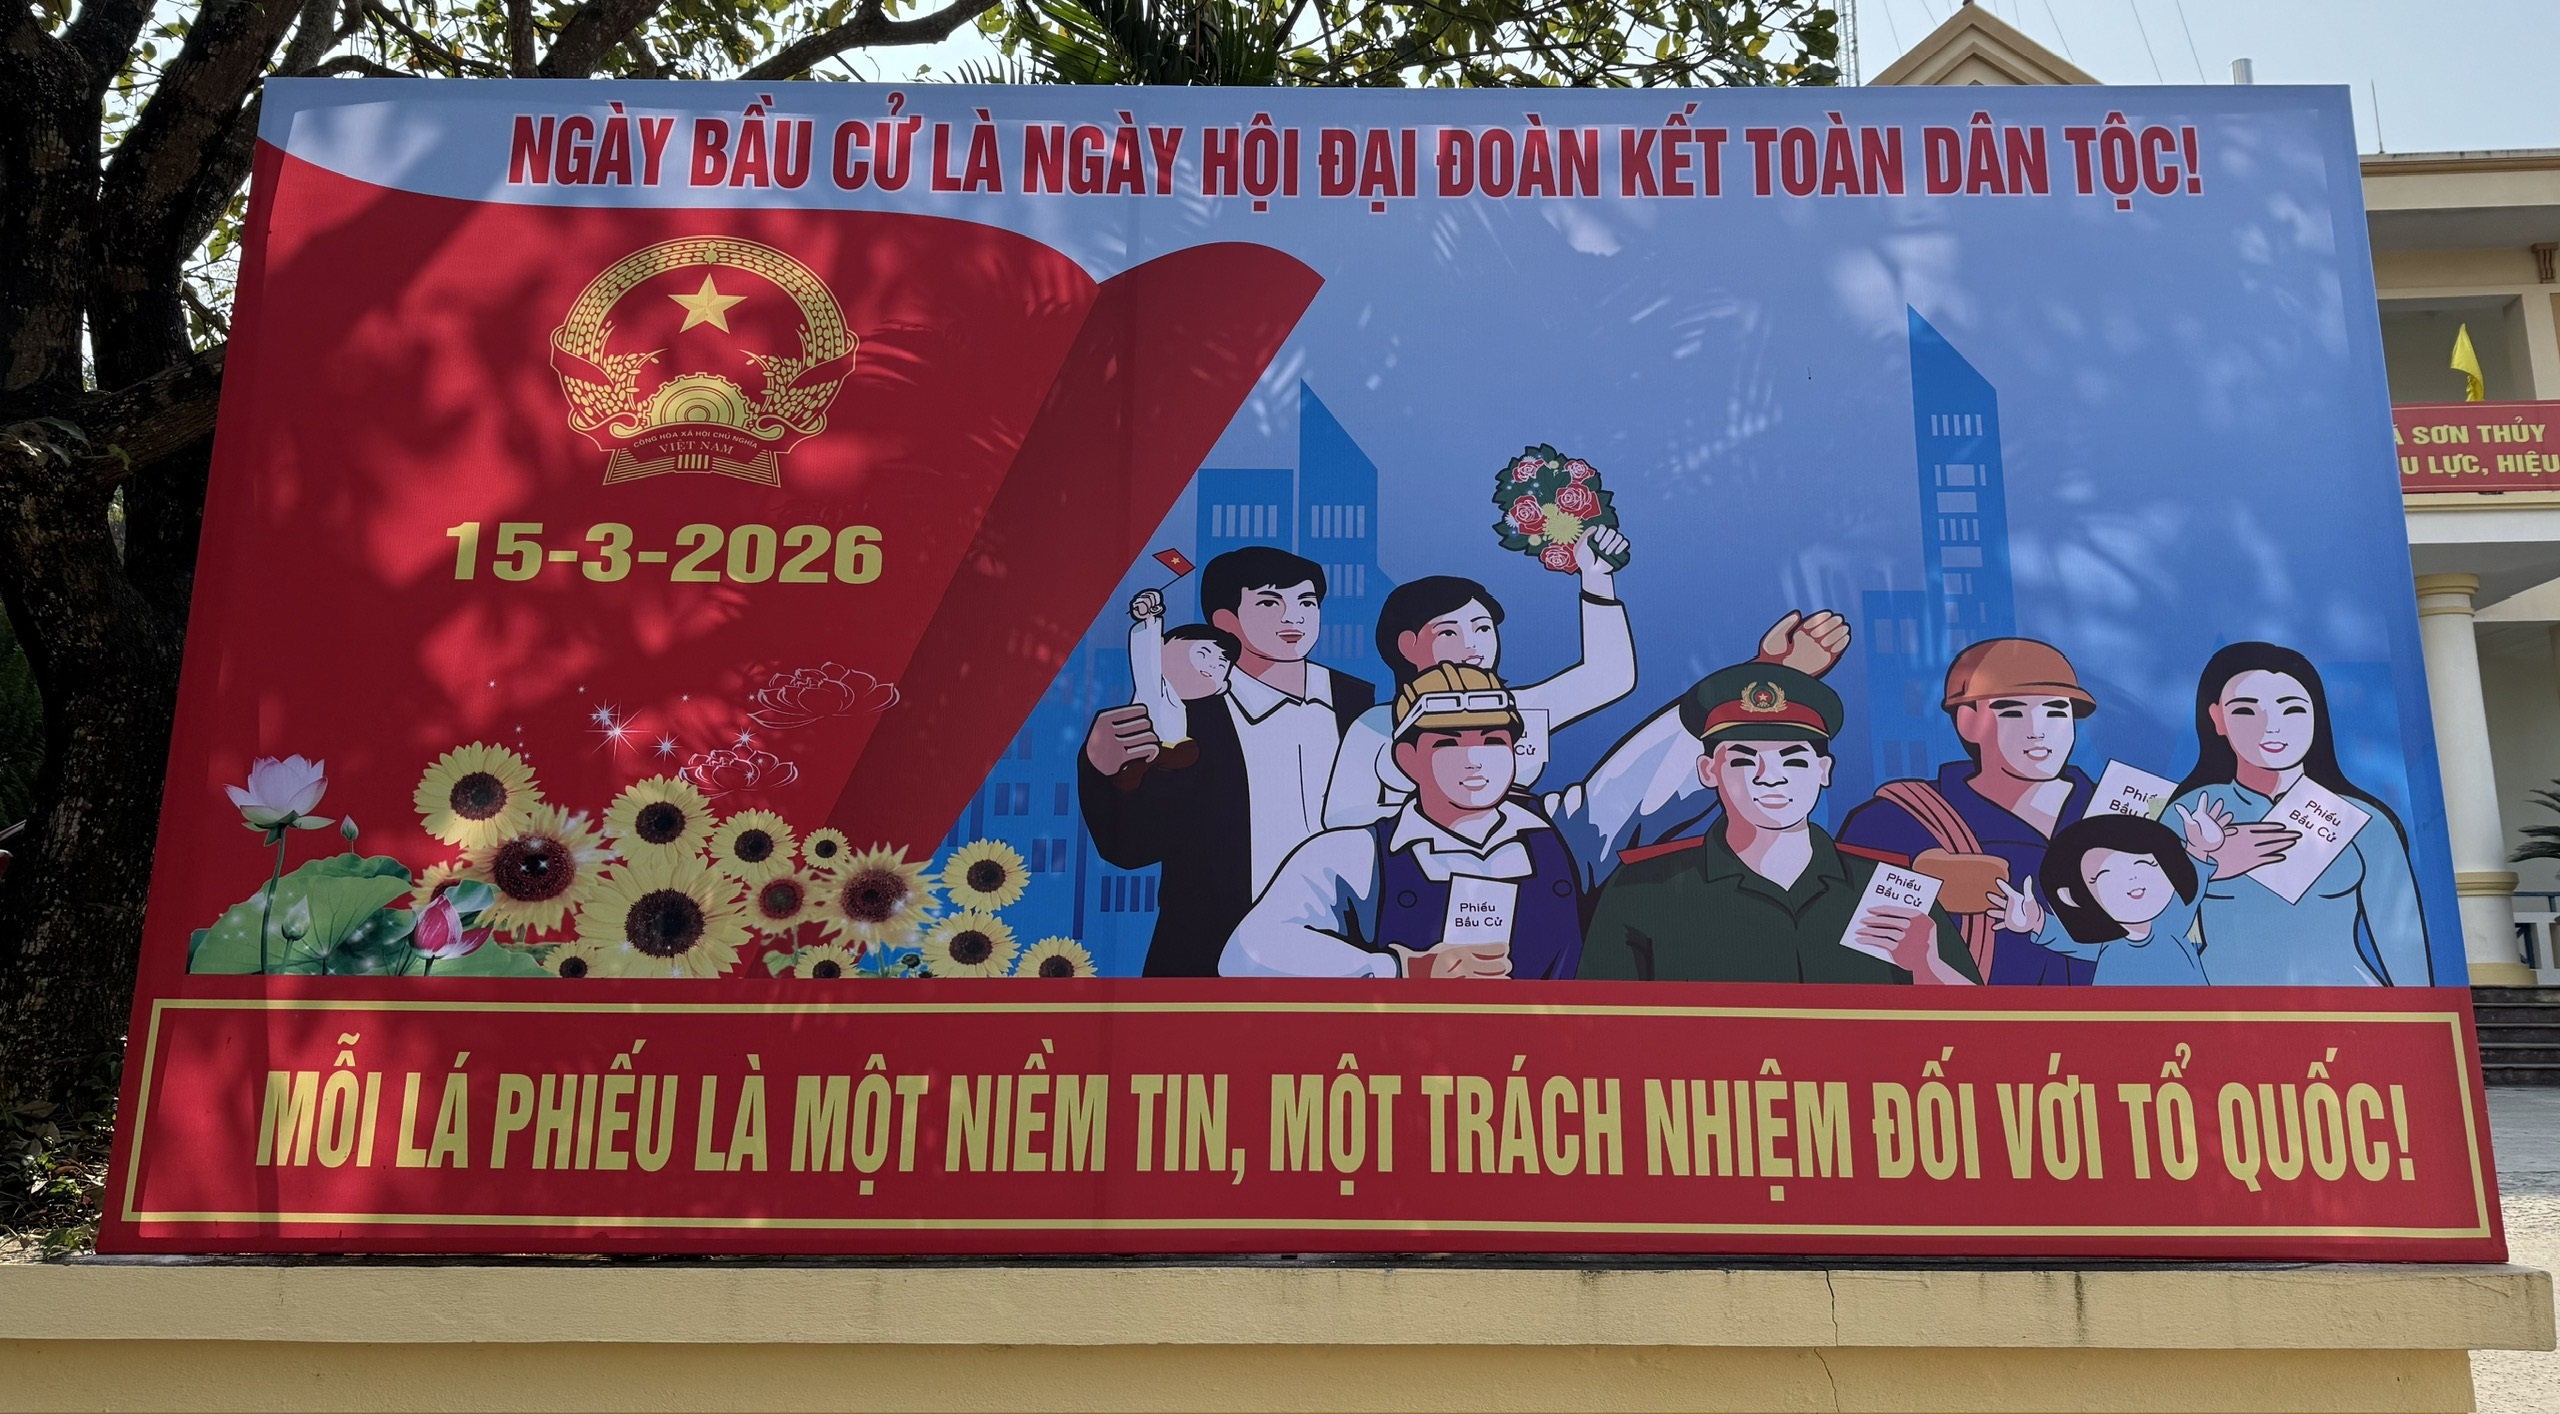 NGÀY BẦU CỬ LÀ NGÀY HỘI ĐẠI ĐOÀN KẾT TOÀN DÂN TỘC!
CỘNG HÒA XÃ HỘI CHỦ NGHĨA
VIỆT NAM
15-3-2026
SƠN THỦY
LỰC, HIỆU
Cử
Phiếu
Bầu Cử
Phiếu
Bầu Cử
Bầu
Phiếu
Bầu Cử
MỖI LÁ PHIẾU LÀ MỘT NIỀM TIN, MỘT TRÁCH NHIỆM ĐỐI VỚI TỔ QUỐC!